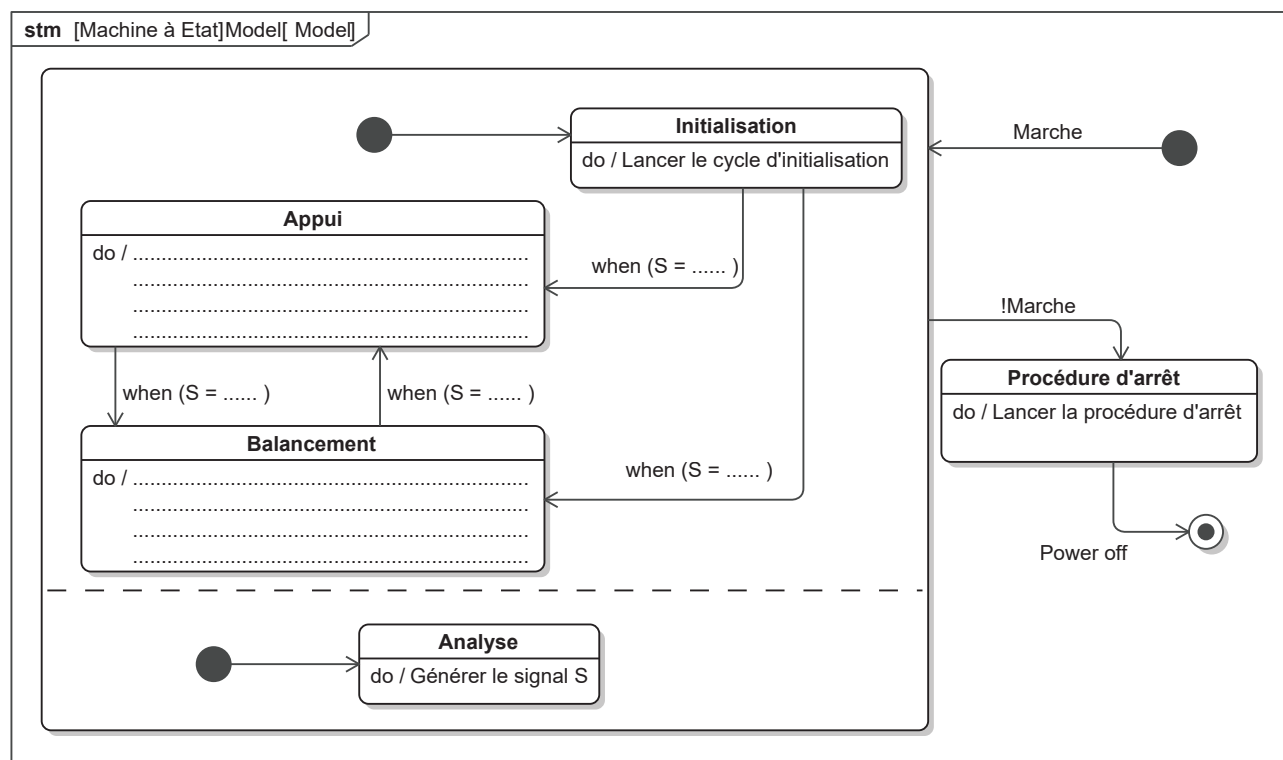 stm [Machine à Etat]Model[ Model]
Initialisation
do / Lancer le cycle d'initialisation
Marche
Appui
do / ........................................................................
........................................................................
........................................................................
........................................................................
when (S = ...... )
!Marche
Procédure d'arrêt
do / Lancer la procédure d'arrêt
when (S = ...... )
when (S = ...... )
Balancement
do / ........................................................................
........................................................................
........................................................................
........................................................................
when (S = ...... )
Power off
Analyse
do / Générer le signal S